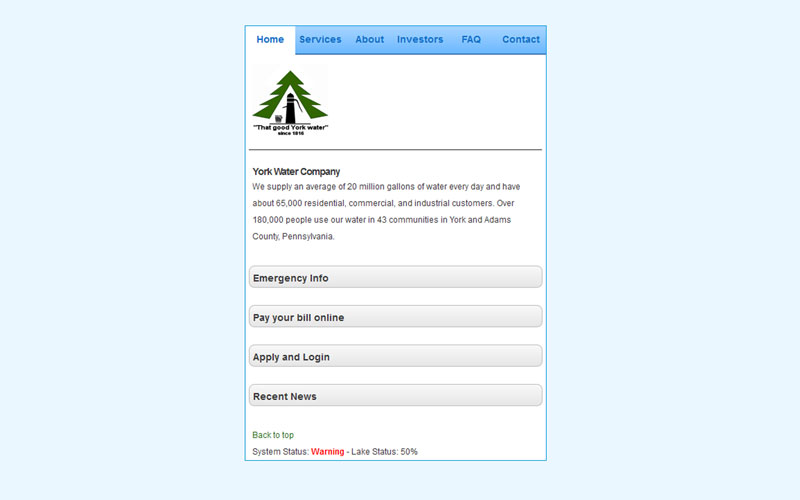 Home Services About Investors FAQ Contact
"That good York water"
since 1816
York Water Company
We supply an average of 20 million gallons of water every day and have
about 65,000 residential, commercial, and industrial customers. Over
180,000 people use our water in 43 communities in York and Adams
County, Pennsylvania.
Emergency Info
Pay your bill online
Apply and Login
Recent News
Back to top
System Status: Warning - Lake Status: 50%